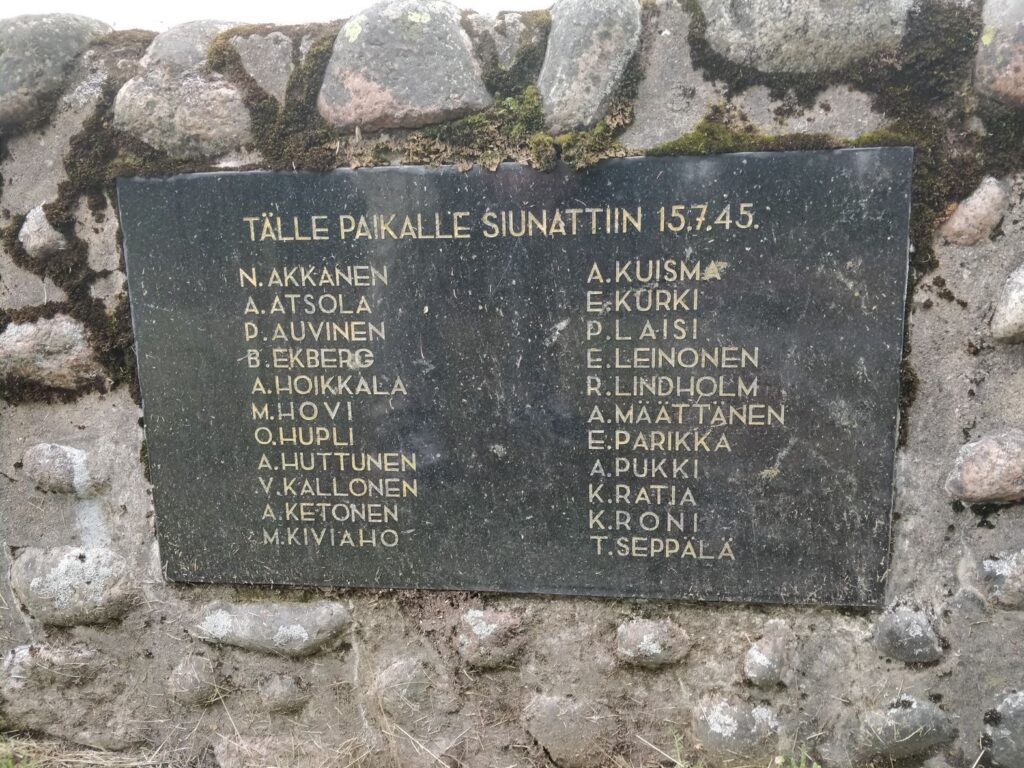 TÄLLE PAIKALLE SIUNATTIIN 15.7.45.
N. AKKANEN
A. ATSOLA
P. AUVINEN
B. EKBERG
A. HOIKKALA
M. HOVI
O. HUPLI
A. HUTTUNEN
V. KALLONEN
A. KETONEN
M. KIVIAHO
A. KUISMA
E. KURKI
P. LAISI
E. LEINONEN
R. LINDHOLM
A. MÄÄTTÄNEN
E. PARIKKA
A. PUKKI
K. RATIA
K. RONI
T. SEPPÄLÄ